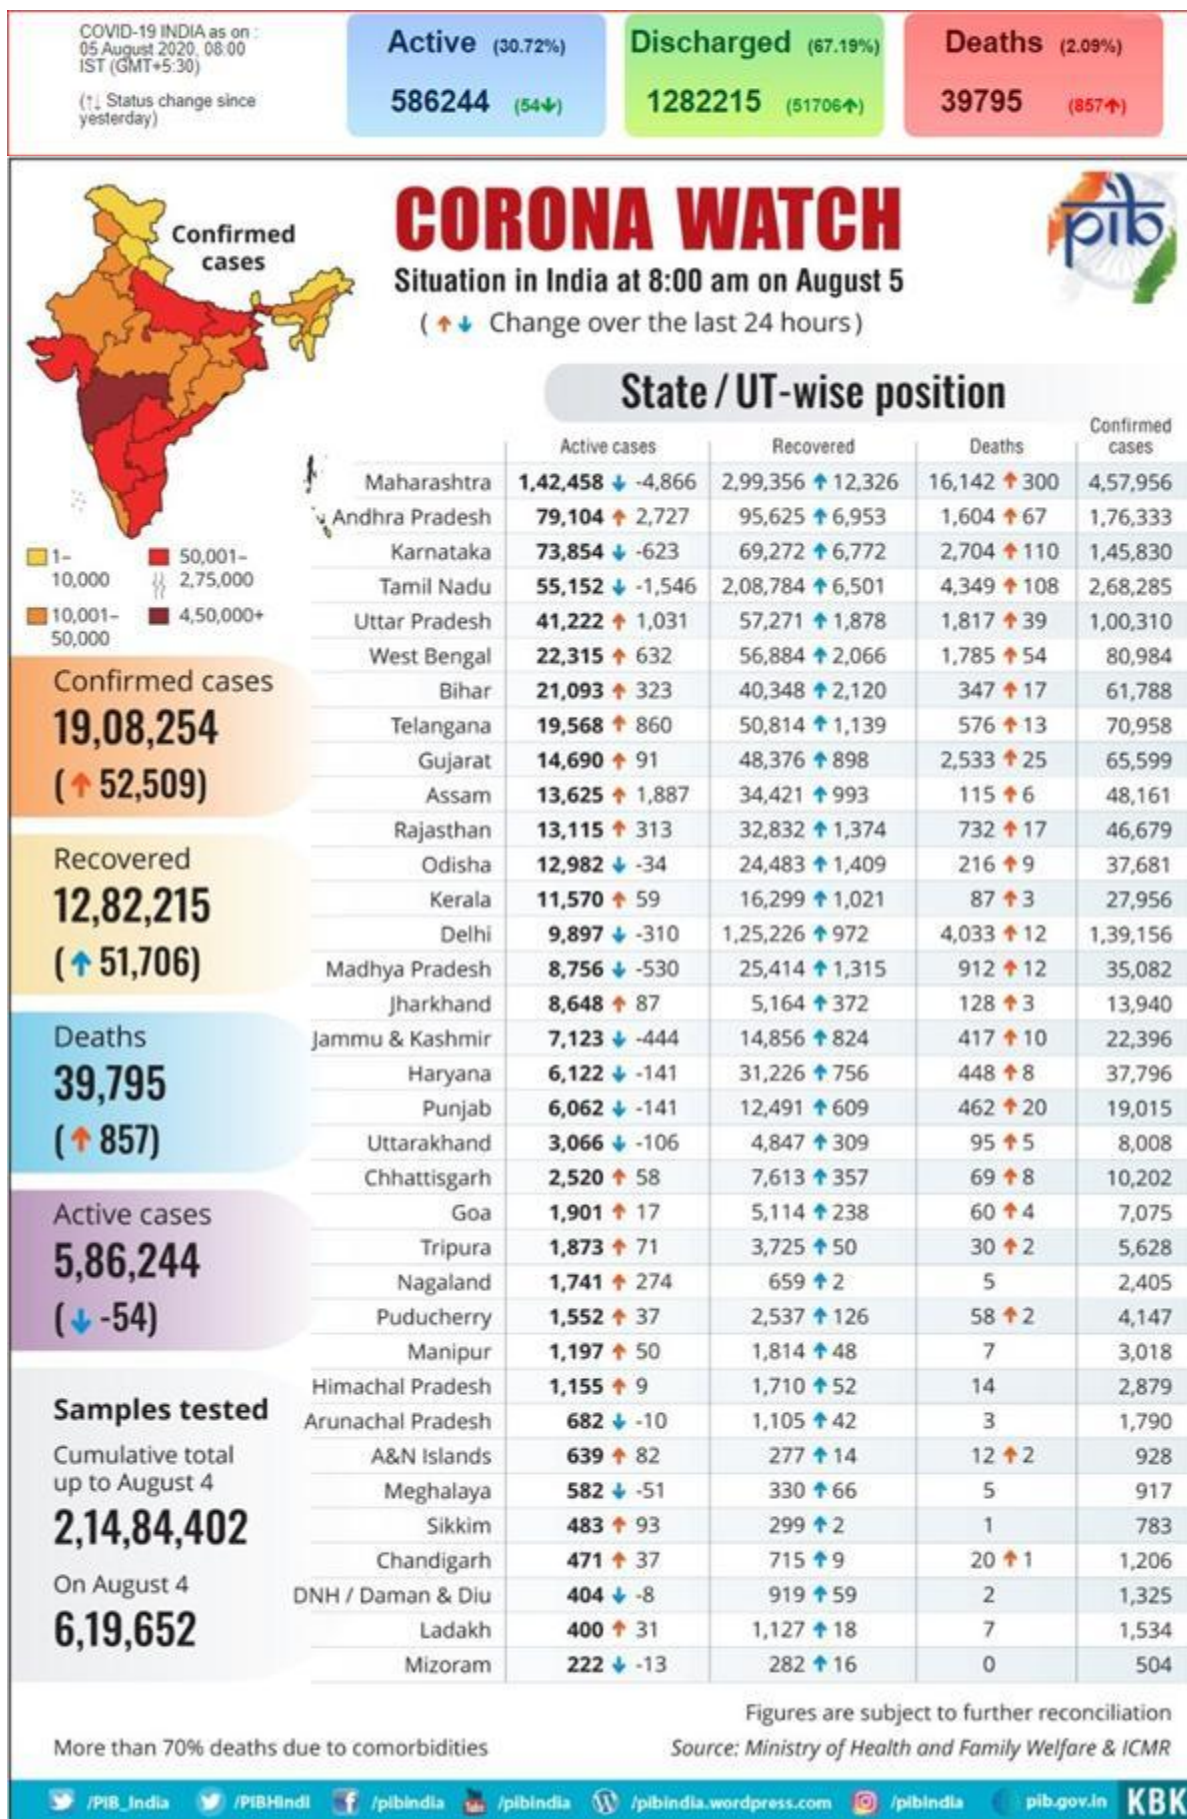 COVID-19 INDIA as on :
05 August 2020, 08:00
IST (GMT+5:30)
(↑↓ Status change since
yesterday)
Active (30.72%)
586244 (54↓)
Discharged (67.19%)
1282215 (51706↑)
Deaths (2.09%)
39795 (857↑)
Confirmed
cases
CORONA WATCH
Situation in India at 8:00 am on August 5
(↑↓ Change over the last 24 hours)
pib
1–
10,000
50,001–
2,75,000
10,001–
50,000
4,50,000+
Confirmed cases
19,08,254
(↑ 52,509)
Recovered
12,82,215
(↑ 51,706)
Deaths
39,795
(↑ 857)
Active cases
5,86,244
(↓ -54)
Samples tested
Cumulative total
up to August 4
2,14,84,402
On August 4
6,19,652
State / UT-wise position
Active cases Recovered Deaths Confirmed cases
Maharashtra 1,42,458 ↓ -4,866 2,99,356 ↑ 12,326 16,142 ↑ 300 4,57,956
Andhra Pradesh 79,104 ↑ 2,727 95,625 ↑ 6,953 1,604 ↑ 67 1,76,333
Karnataka 73,854 ↓ -623 69,272 ↑ 6,772 2,704 ↑ 110 1,45,830
Tamil Nadu 55,152 ↓ -1,546 2,08,784 ↑ 6,501 4,349 ↑ 108 2,68,285
Uttar Pradesh 41,222 ↑ 1,031 57,271 ↑ 1,878 1,817 ↑ 39 1,00,310
West Bengal 22,315 ↑ 632 56,884 ↑ 2,066 1,785 ↑ 54 80,984
Bihar 21,093 ↑ 323 40,348 ↑ 2,120 347 ↑ 17 61,788
Telangana 19,568 ↑ 860 50,814 ↑ 1,139 576 ↑ 13 70,958
Gujarat 14,690 ↑ 91 48,376 ↑ 898 2,533 ↑ 25 65,599
Assam 13,625 ↑ 1,887 34,421 ↑ 993 115 ↑ 6 48,161
Rajasthan 13,115 ↑ 313 32,832 ↑ 1,374 732 ↑ 17 46,679
Odisha 12,982 ↓ -34 24,483 ↑ 1,409 216 ↑ 9 37,681
Kerala 11,570 ↑ 59 16,299 ↑ 1,021 87 ↑ 3 27,956
Delhi 9,897 ↓ -310 1,25,226 ↑ 972 4,033 ↑ 12 1,39,156
Madhya Pradesh 8,756 ↓ -530 25,414 ↑ 1,315 912 ↑ 12 35,082
Jharkhand 8,648 ↑ 87 5,164 ↑ 372 128 ↑ 3 13,940
Jammu & Kashmir 7,123 ↓ -444 14,856 ↑ 824 417 ↑ 10 22,396
Haryana 6,122 ↓ -141 31,226 ↑ 756 448 ↑ 8 37,796
Punjab 6,062 ↓ -141 12,491 ↑ 609 462 ↑ 20 19,015
Uttarakhand 3,066 ↓ -106 4,847 ↑ 309 95 ↑ 5 8,008
Chhattisgarh 2,520 ↑ 58 7,613 ↑ 357 69 ↑ 8 10,202
Goa 1,901 ↑ 17 5,114 ↑ 238 60 ↑ 4 7,075
Tripura 1,873 ↑ 71 3,725 ↑ 50 30 ↑ 2 5,628
Nagaland 1,741 ↑ 274 659 ↑ 2 5 2,405
Puducherry 1,552 ↑ 37 2,537 ↑ 126 58 ↑ 2 4,147
Manipur 1,197 ↑ 50 1,814 ↑ 48 7 3,018
Himachal Pradesh 1,155 ↑ 9 1,710 ↑ 52 14 2,879
Arunachal Pradesh 682 ↓ -10 1,105 ↑ 42 3 1,790
A&N Islands 639 ↑ 82 277 ↑ 14 12 ↑ 2 928
Meghalaya 582 ↓ -51 330 ↑ 66 5 917
Sikkim 483 ↑ 93 299 ↑ 2 1 783
Chandigarh 471 ↑ 37 715 ↑ 9 20 ↑ 1 1,206
DNH / Daman & Diu 404 ↓ -8 919 ↑ 59 2 1,325
Ladakh 400 ↑ 31 1,127 ↑ 18 7 1,534
Mizoram 222 ↓ -13 282 ↑ 16 0 504
Figures are subject to further reconciliation
More than 70% deaths due to comorbidities
Source: Ministry of Health and Family Welfare & ICMR
/PIB_India /PIBHindi /pibindia /pibindia /pibindia.wordpress.com /pibindia pib.gov.in KBK